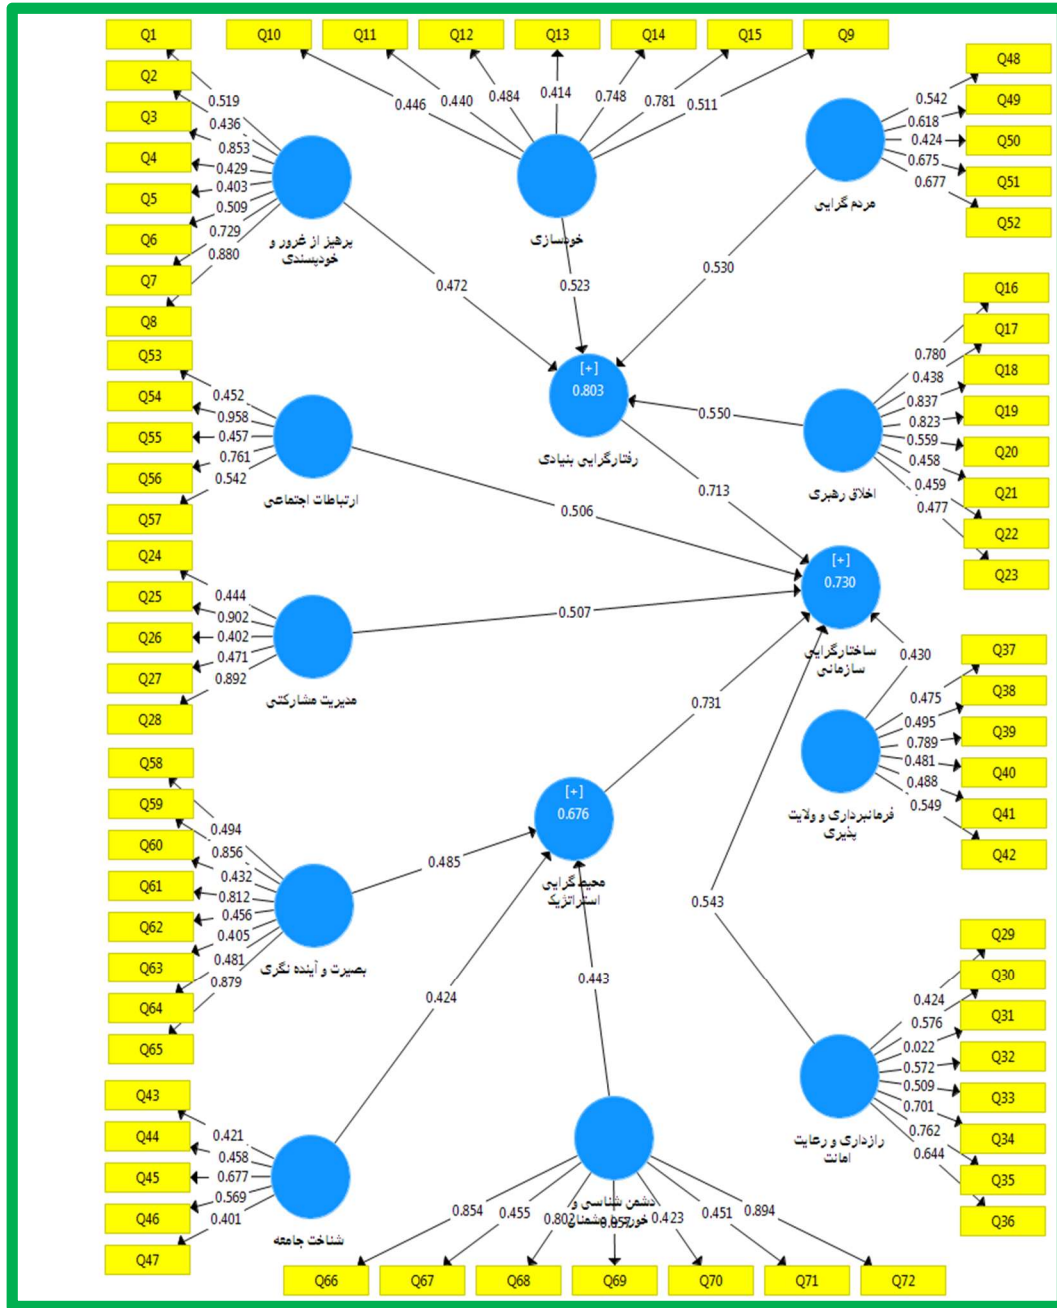 Q1
Q2
Q3
Q4
Q5
Q6
Q7
Q8
0.519
0.436
0.853
0.429
0.403
0.509
0.729
0.880
پرهیز از غرور و
خودپسندی
0.472
Q10
Q11
Q12
Q13
Q14
Q15
Q9
0.446
0.440
0.484
0.414
0.748
0.781
0.511
خودسازی
0.523
Q48
Q49
Q50
Q51
Q52
0.542
0.618
0.424
0.675
0.677
مردم گرایی
0.530
[+]
0.803
رفتارگرایی بنیادی
0.713
Q16
Q17
Q18
Q19
Q20
Q21
Q22
Q23
0.780
0.438
0.837
0.823
0.559
0.458
0.459
0.477
اخلاق رهبری
0.550
Q53
Q54
Q55
Q56
Q57
0.452
0.958
0.457
0.761
0.542
ارتباطات اجتماعی
0.506
Q24
Q25
Q26
Q27
Q28
0.444
0.902
0.402
0.471
0.892
مدیریت مشارکتی
0.507
[+]
0.730
ساختارگرایی
سازمانی
Q37
Q38
Q39
Q40
Q41
Q42
0.475
0.495
0.789
0.481
0.488
0.549
فرمانبرداری و ولایت
پذیری
0.430
Q58
Q59
Q60
Q61
Q62
Q63
Q64
Q65
0.494
0.856
0.432
0.812
0.456
0.405
0.481
0.879
بصیرت و آینده نگری
0.485
[+]
0.676
محیط گرایی
استراتژیک
0.731
Q29
Q30
Q31
Q32
Q33
Q34
Q35
Q36
0.424
0.576
0.022
0.572
0.509
0.701
0.762
0.644
رازداری و رعایت
امانت
0.543
Q43
Q44
Q45
Q46
Q47
0.421
0.458
0.677
0.569
0.401
شناخت جامعه
0.424
دشمن شناسی و
0.443
0.854
0.455
0.802
0.423
0.451
0.894
Q66
Q67
Q68
Q69
Q70
Q71
Q72